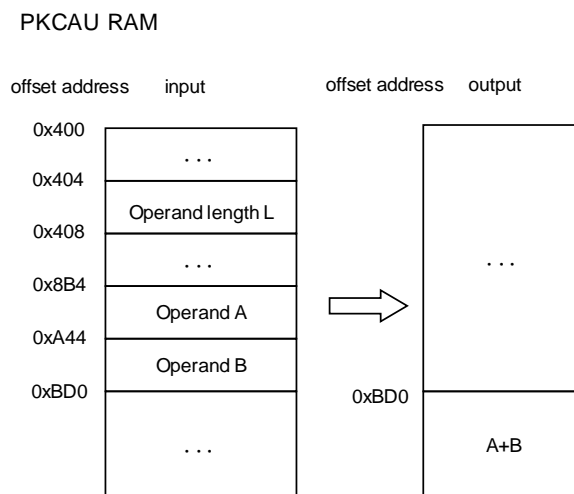 PKCAU RAM
offset address input offset address output
0x400
. . .
0x404
Operand length L
0x408
. . .
. . .
0x8B4
Operand A
0xA44
Operand B
0xBD0 0xBD0
. . . A+B